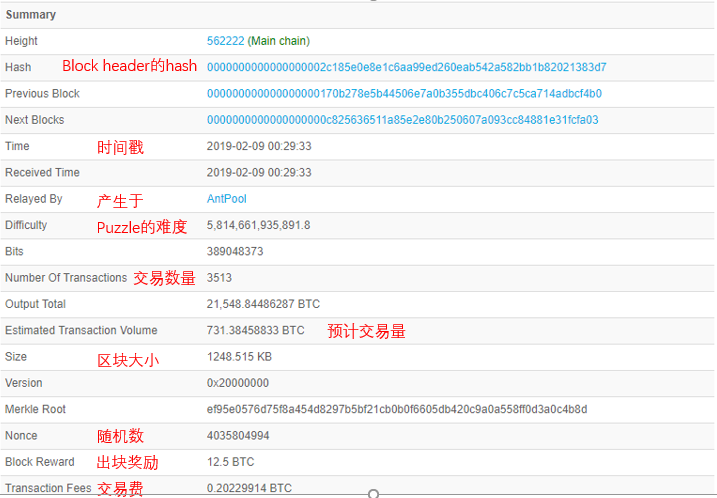 Summary
Height 562222 (Main chain)
Hash Block header的hash 0000000000000000002c185e0e8e1c6aa99ed260eab542a582bb1b82021383d7
Previous Block 000000000000000000170b278e5b44506e7a0b355dbc406c7c5ca714adbcf4b0
Next Blocks 0000000000000000000c825636511a85e2e80b250607a093cc84881e31fcfa03
Time 时间戳 2019-02-09 00:29:33
Received Time 2019-02-09 00:29:33
Relayed By 产生于 AntPool
Difficulty Puzzle的难度 5,814,661,935,891.8
Bits 389048373
Number Of Transactions 交易数量 3513
Output Total 21,548.84486287 BTC
Estimated Transaction Volume 731.38458833 BTC 预计交易量
Size 区块大小 1248.515 KB
Version 0x20000000
Merkle Root ef95e0576d75f8a454d8297b5bf21cb0b0f6605db420c9a0a558ff0d3a0c4b8d
Nonce 随机数 4035804994
Block Reward 出块奖励 12.5 BTC
Transaction Fees 交易费 0.20229914 BTC